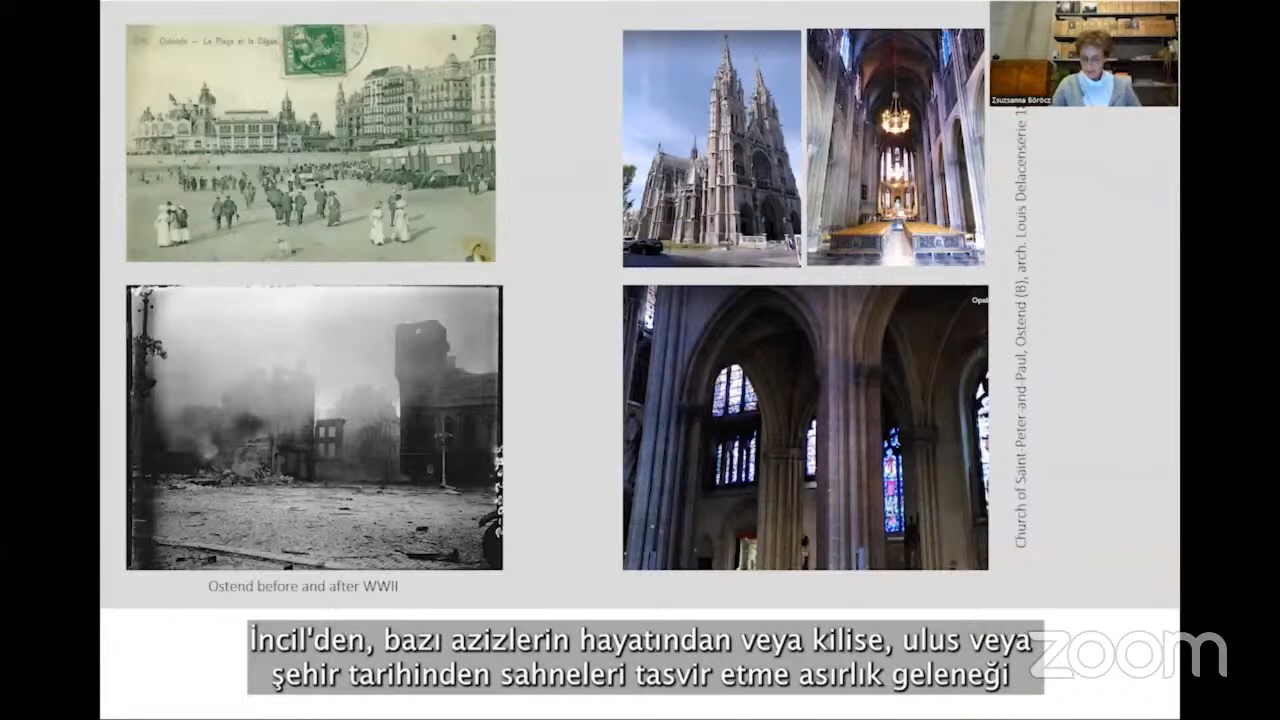 Ostende — La Plage et la Digue
Zsuzsanna Böröcz
Church of Saint-Peter-and-Paul, Ostend (B), arch. Louis Delacenserie
Ostend before and after WWII
İncil'den, bazı azizlerin hayatından veya kilise, ulus veya
şehir tarihinden sahneleri tasvir etme asırlık geleneği
zoom